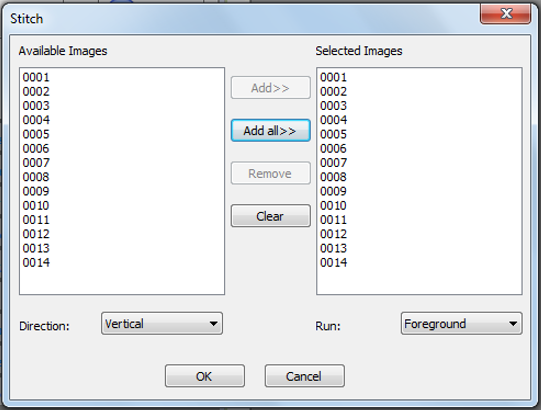 Stitch
Available Images
0001
0002
0003
0004
0005
0006
0007
0008
0009
0010
0011
0012
0013
0014
Add>>
Add all>>
Remove
Clear
Selected Images
0001
0002
0003
0004
0005
0006
0007
0008
0009
0010
0011
0012
0013
0014
Direction: Vertical
Run: Foreground
OK
Cancel